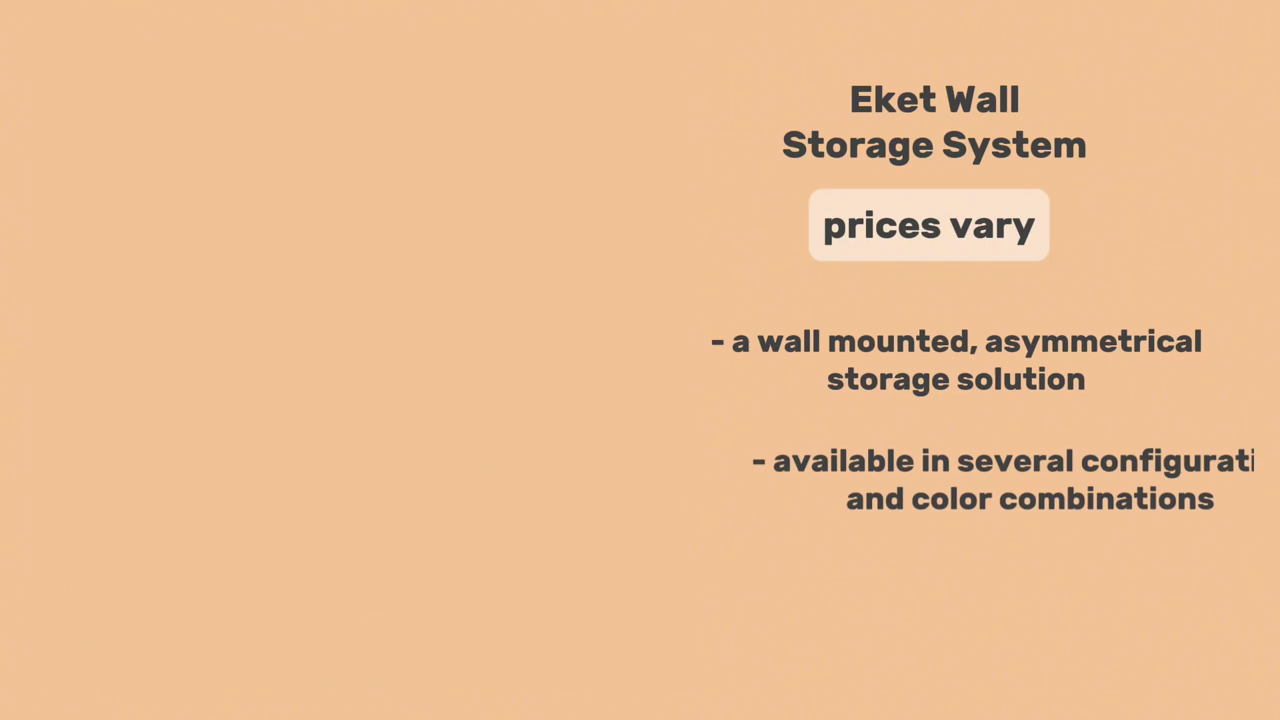 Eket Wall
Storage System
prices vary
- a wall mounted, asymmetrical
storage solution
- available in several configurati
and color combinations